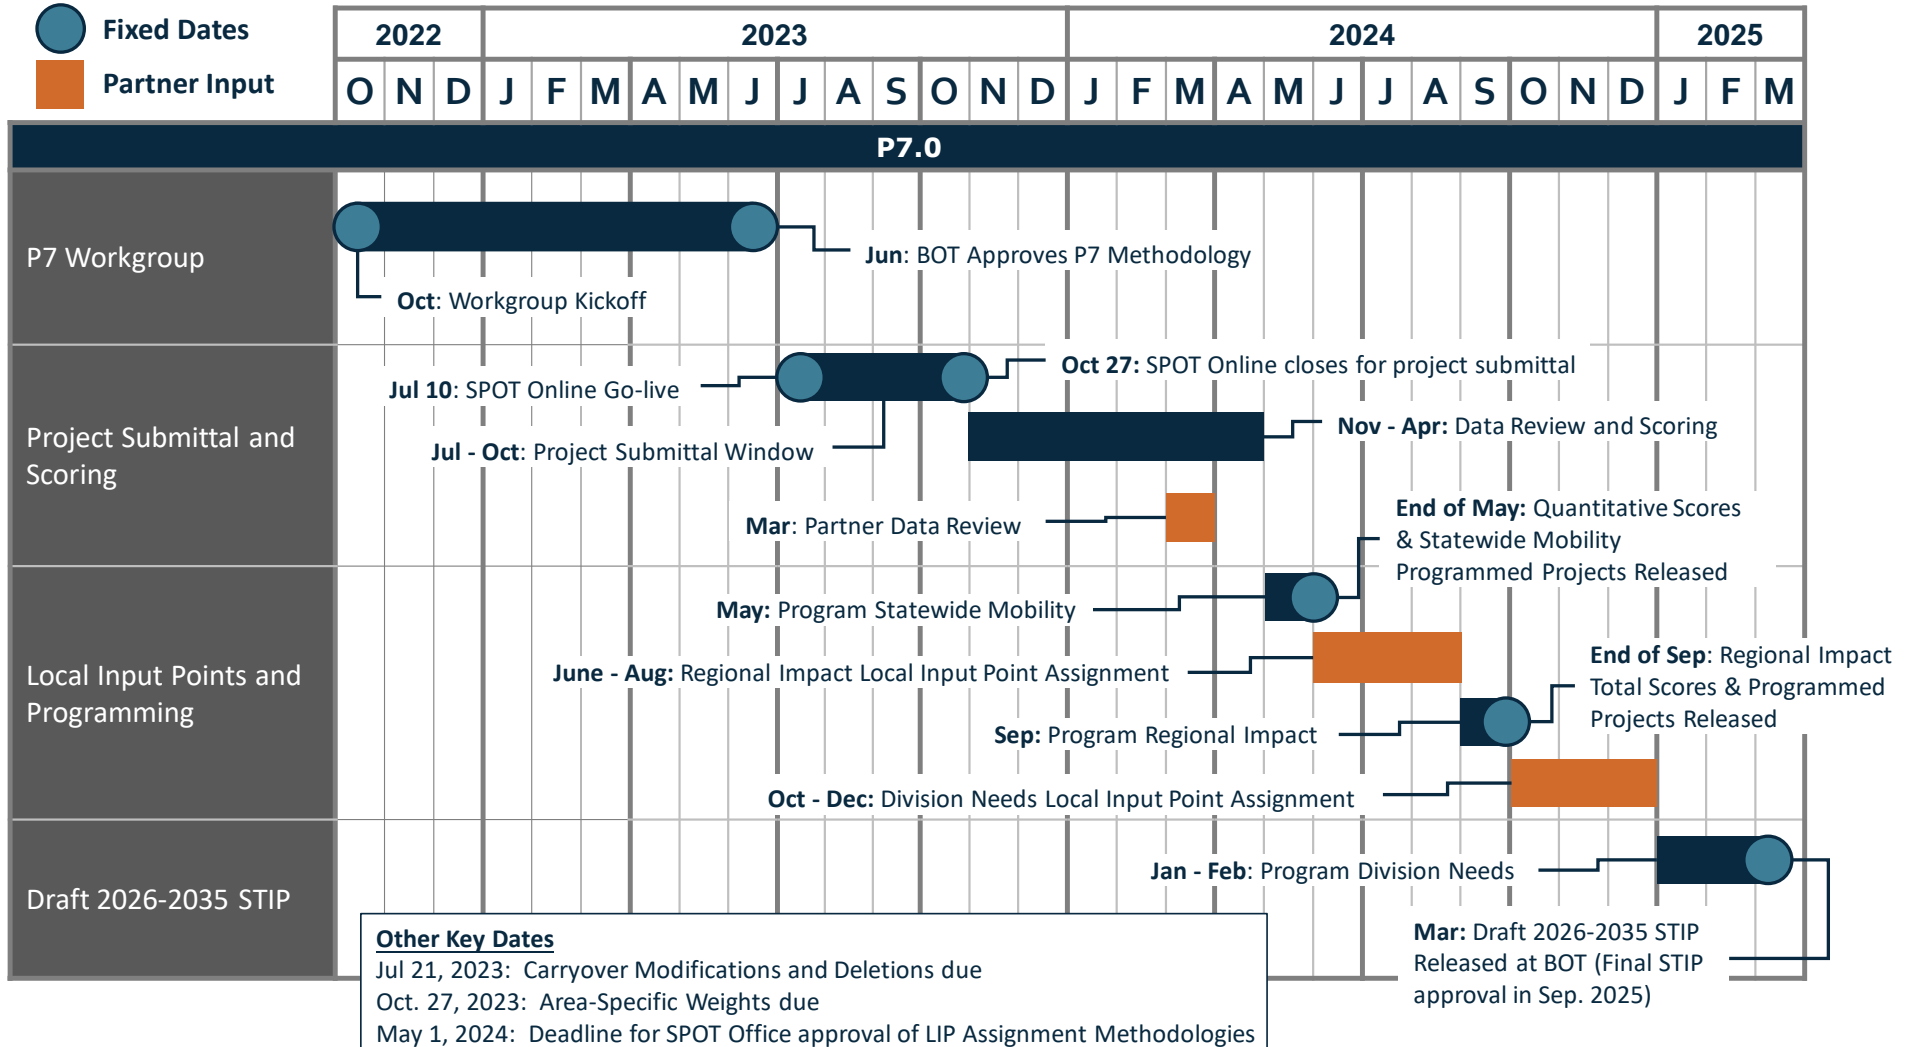 Fixed Dates
Partner Input
2022 2023 2024 2025
O N D J F M A M J J A S O N D J F M A M J J A S O N D J F M
P7.0
P7 Workgroup
Jun: BOT Approves P7 Methodology
Oct: Workgroup Kickoff
Project Submittal and
Scoring
Oct 27: SPOT Online closes for project submittal
Jul 10: SPOT Online Go-live
Nov - Apr: Data Review and Scoring
Jul - Oct: Project Submittal Window
Mar: Partner Data Review
End of May: Quantitative Scores
& Statewide Mobility
Programmed Projects Released
Local Input Points and
Programming
May: Program Statewide Mobility
June - Aug: Regional Impact Local Input Point Assignment
End of Sep: Regional Impact
Total Scores & Programmed
Projects Released
Sep: Program Regional Impact
Oct - Dec: Division Needs Local Input Point Assignment
Draft 2026-2035 STIP
Jan - Feb: Program Division Needs
Mar: Draft 2026-2035 STIP
Released at BOT (Final STIP
approval in Sep. 2025)
Other Key Dates
Jul 21, 2023: Carryover Modifications and Deletions due
Oct. 27, 2023: Area-Specific Weights due
May 1, 2024: Deadline for SPOT Office approval of LIP Assignment Methodologies